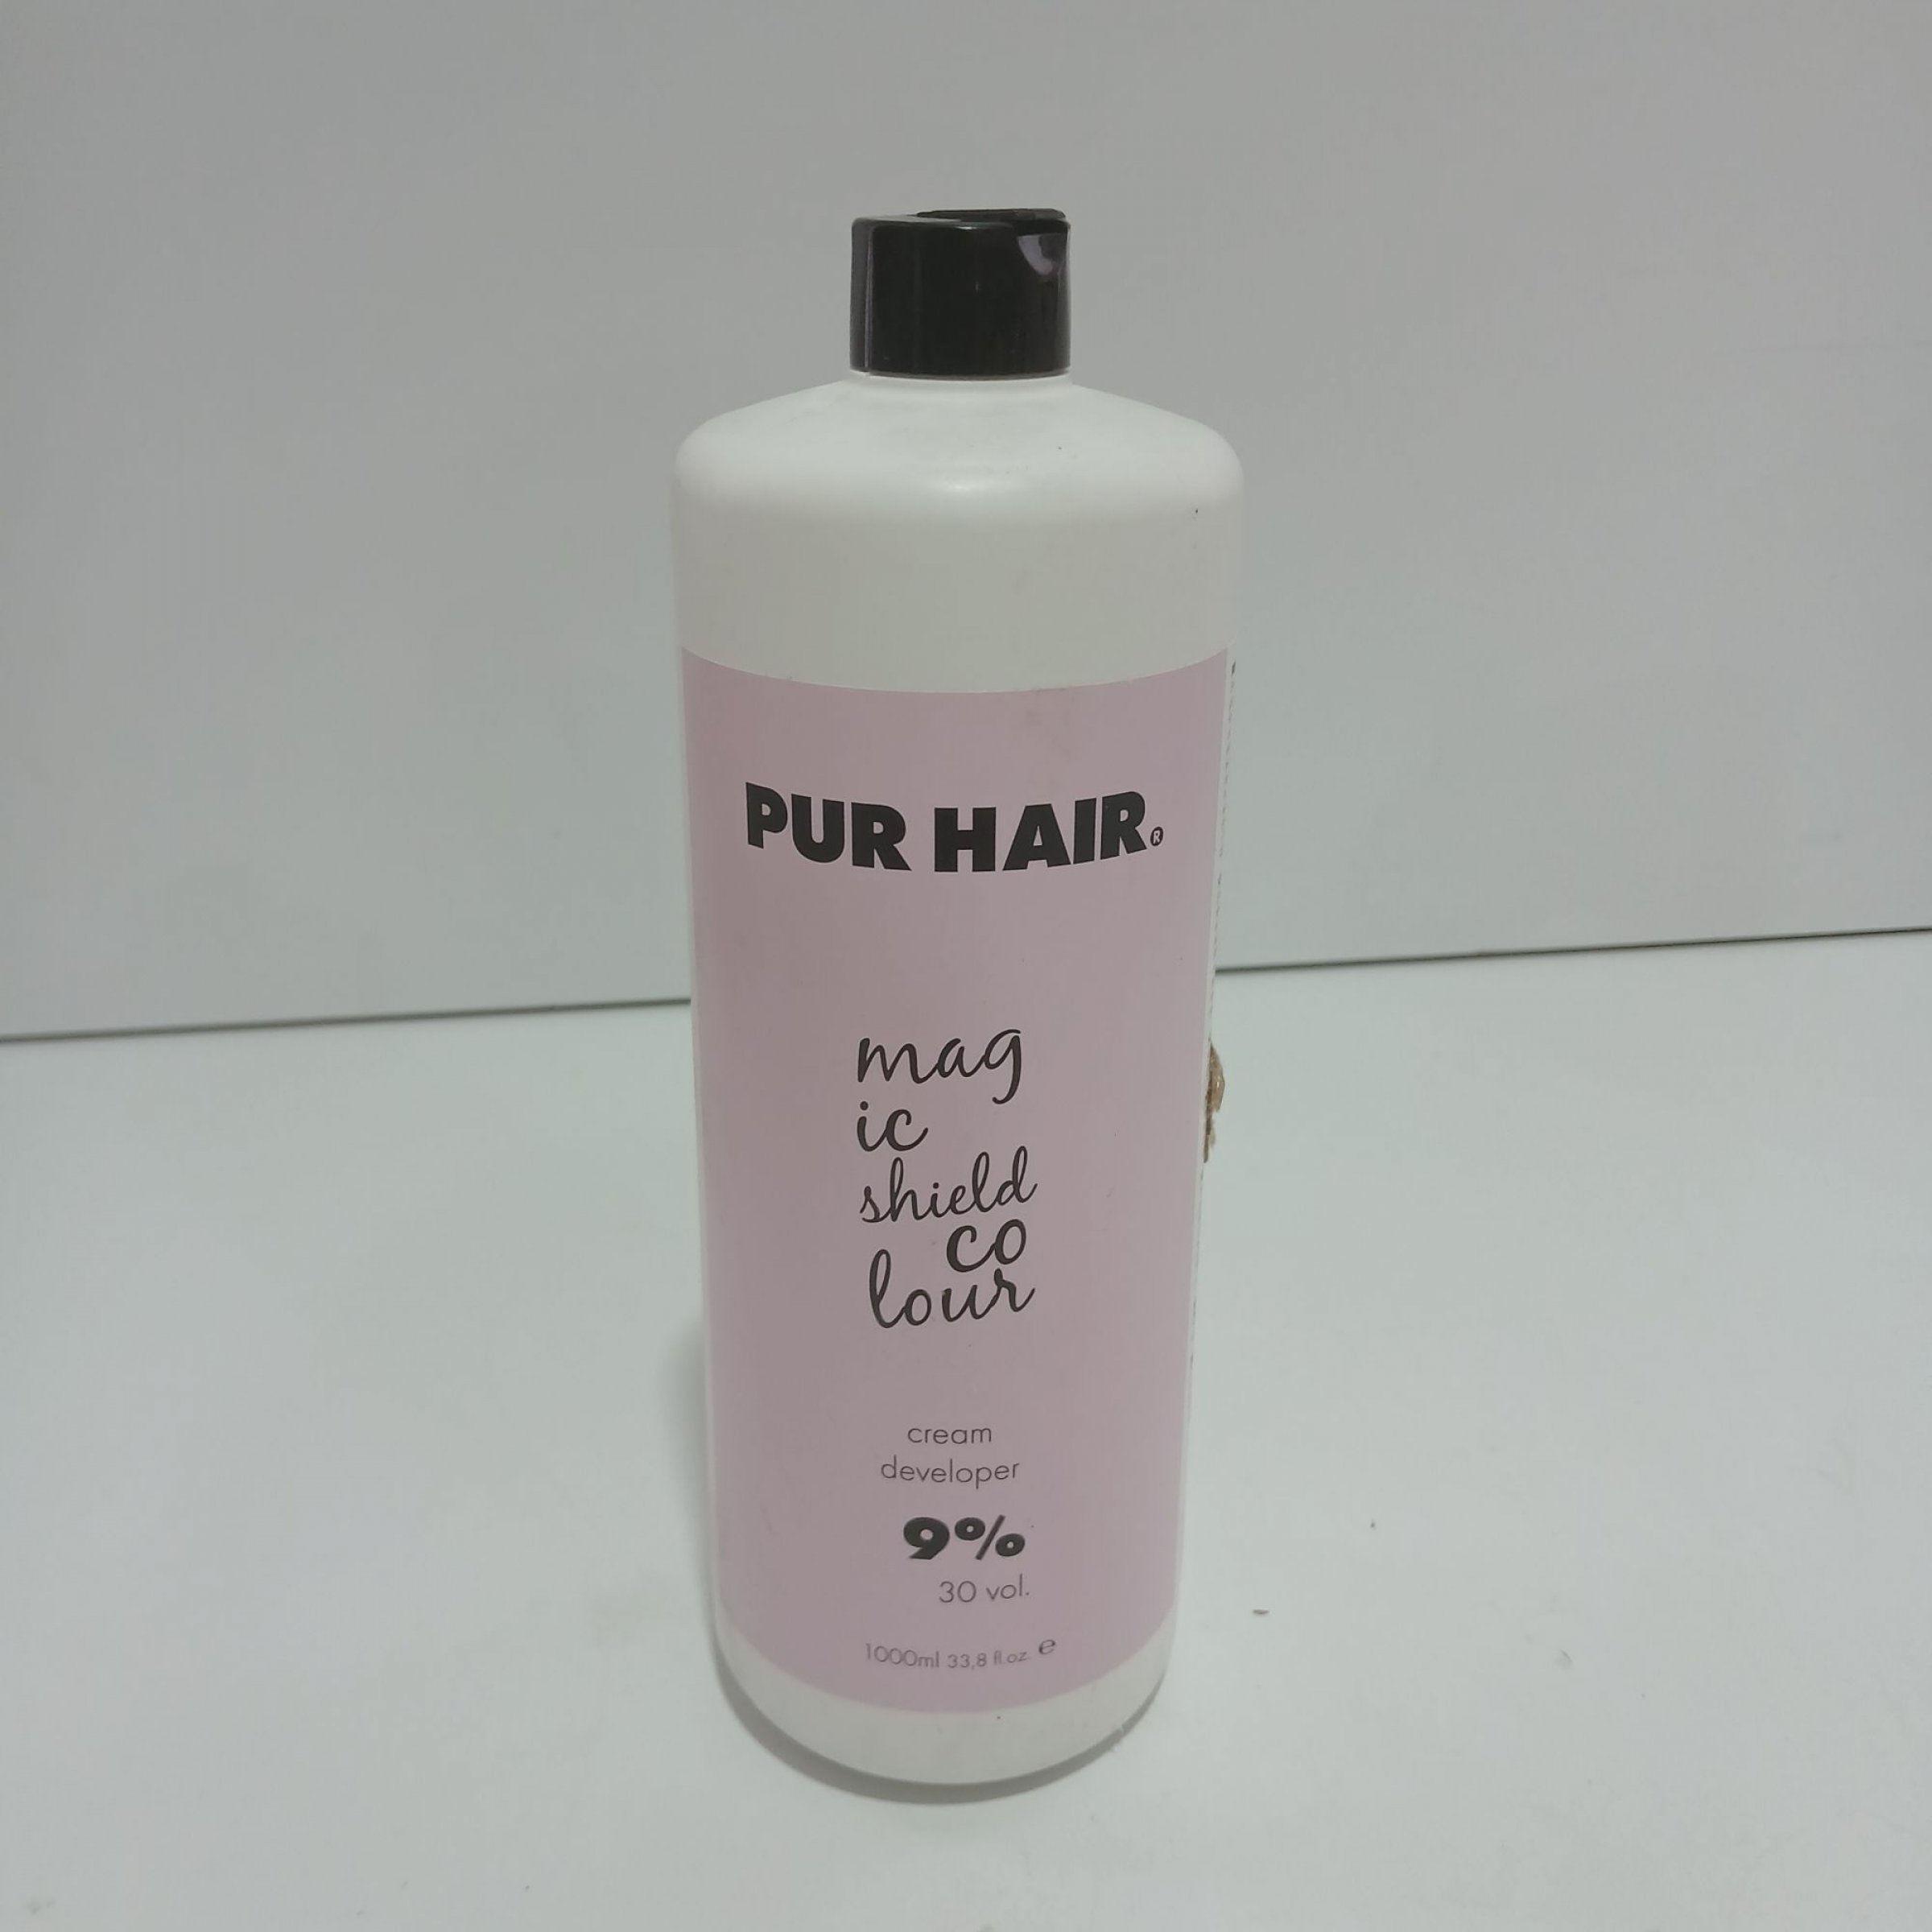 PUR HAIR.®
mag
ic
shield
co
lour
cream
developer
9%
30 vol.
1000ml 33,8 fl.oz. e